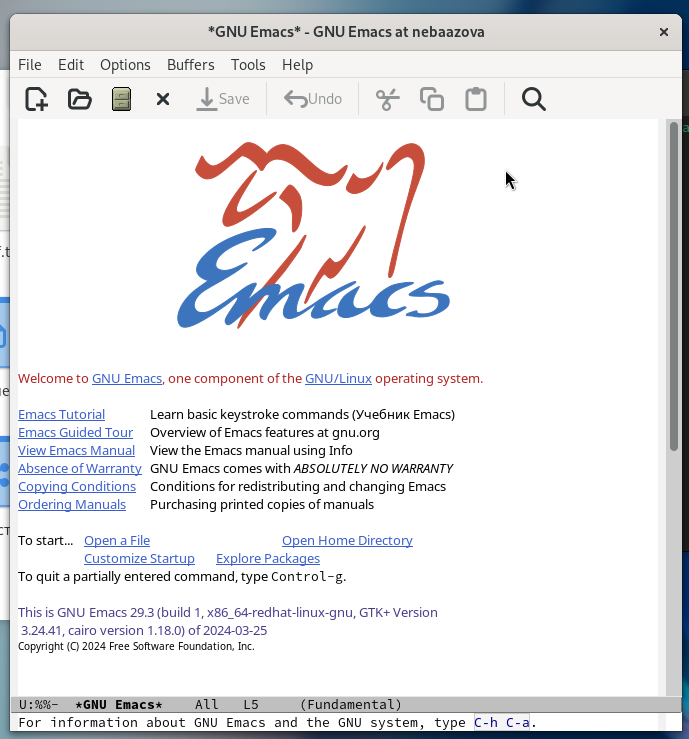 *GNU Emacs* - GNU Emacs at nebaazova
File Edit Options Buffers Tools Help
Save Undo
Emacs
Welcome to GNU Emacs, one component of the GNU/Linux operating system.
Emacs Tutorial Learn basic keystroke commands (Учебник Emacs)
Emacs Guided Tour Overview of Emacs features at gnu.org
View Emacs Manual View the Emacs manual using Info
Absence of Warranty GNU Emacs comes with ABSOLUTELY NO WARRANTY
Copying Conditions Conditions for redistributing and changing Emacs
Ordering Manuals Purchasing printed copies of manuals
To start... Open a File Open Home Directory
Customize Startup Explore Packages
To quit a partially entered command, type Control-g.
This is GNU Emacs 29.3 (build 1, x86_64-redhat-linux-gnu, GTK+ Version
3.24.41, cairo version 1.18.0) of 2024-03-25
Copyright (C) 2024 Free Software Foundation, Inc.
U:%%- *GNU Emacs* All L5 (Fundamental)
For information about GNU Emacs and the GNU system, type C-h C-a.